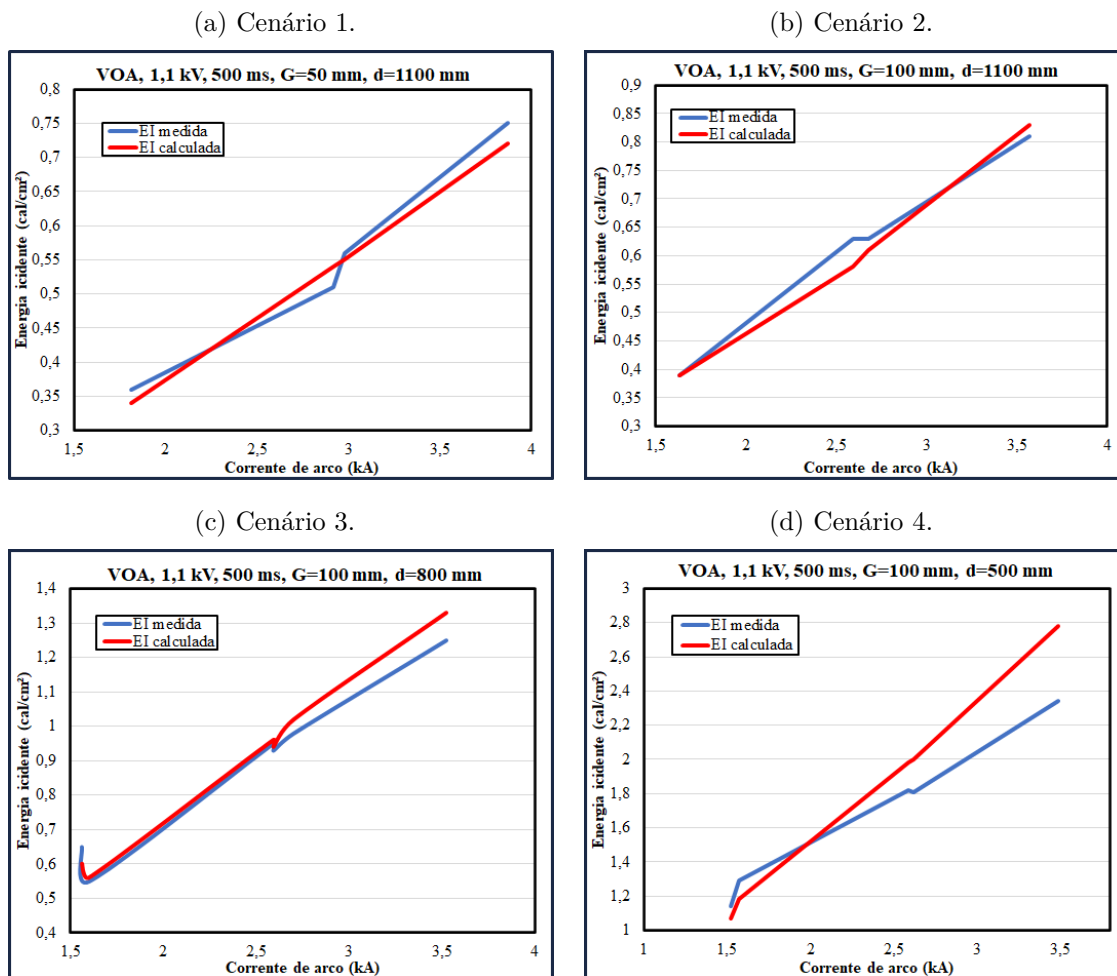 (a) Cenário 1.
VOA, 1,1 kV, 500 ms, G=50 mm, d=1100 mm
EI medida
EI calculada
Energia icidente (cal/cm²)
0,8
0,75
0,7
0,65
0,6
0,55
0,5
0,45
0,4
0,35
0,3
1,5
2
2,5
3
3,5
4
Corrente de arco (kA)
(b) Cenário 2.
VOA, 1,1 kV, 500 ms, G=100 mm, d=1100 mm
EI medida
EI calculada
Energia icidente (cal/cm²)
0,9
0,85
0,8
0,75
0,7
0,65
0,6
0,55
0,5
0,45
0,4
0,35
0,3
1,5
2
2,5
3
3,5
4
Corrente de arco (kA)
(c) Cenário 3.
VOA, 1,1 kV, 500 ms, G=100 mm, d=800 mm
EI medida
EI calculada
Energia icidente (cal/cm²)
1,4
1,3
1,2
1,1
1
0,9
0,8
0,7
0,6
0,5
0,4
1,5
2
2,5
3
3,5
4
Corrente de arco (kA)
(d) Cenário 4.
VOA, 1,1 kV, 500 ms, G=100 mm, d=500 mm
EI medida
EI calculada
Energia icidente (cal/cm²)
3
2,8
2,6
2,4
2,2
2
1,8
1,6
1,4
1,2
1
1
1,5
2
2,5
3
3,5
Corrente de arco (kA)